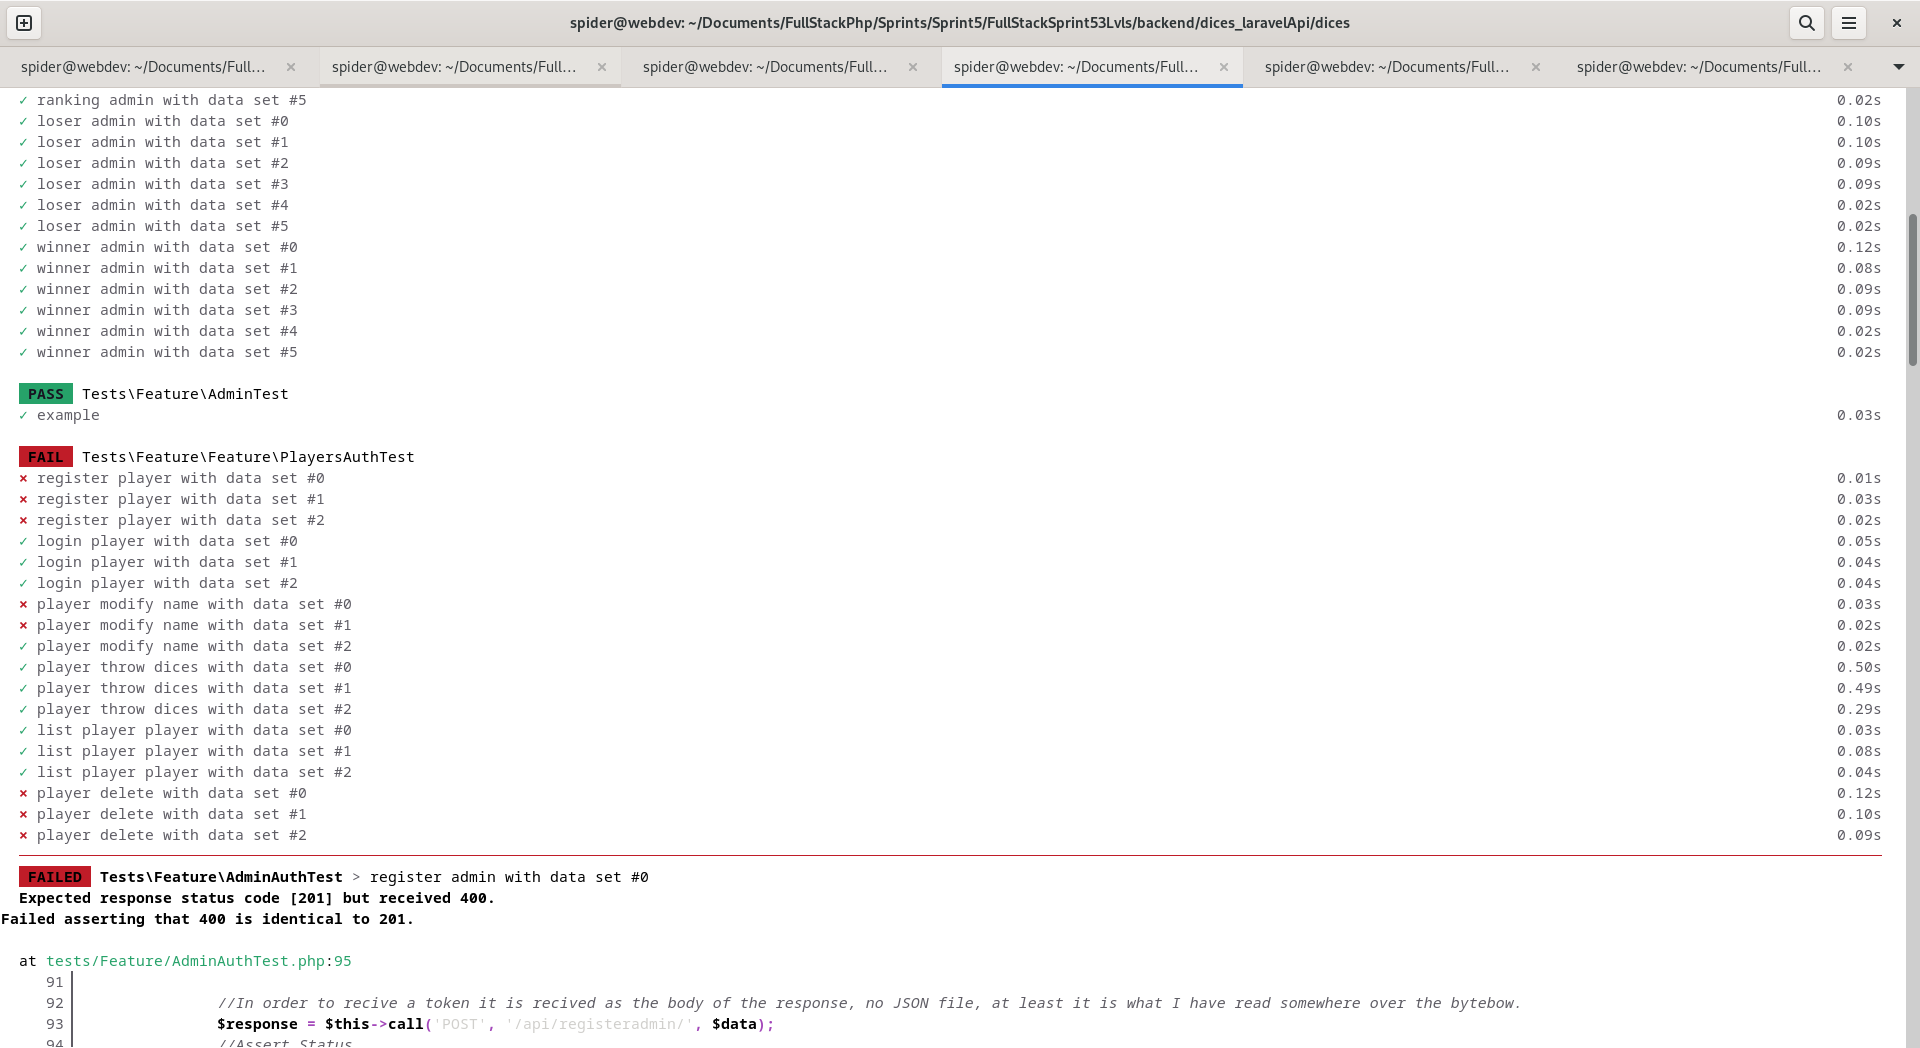 spider@webdev: ~/Documents/FullStackPhp/Sprints/Sprint5/FullStackSprint53Lvls/backend/dices_laravelApi/dices
spider@webdev: ~/Documents/Full... × spider@webdev: ~/Documents/Full... × spider@webdev: ~/Documents/Full... × spider@webdev: ~/Documents/Full... × spider@webdev: ~/Documents/Full... × spider@webdev: ~/Documents/Full... ×
✓ ranking admin with data set #5 0.02s
✓ loser admin with data set #0 0.10s
✓ loser admin with data set #1 0.10s
✓ loser admin with data set #2 0.09s
✓ loser admin with data set #3 0.09s
✓ loser admin with data set #4 0.02s
✓ loser admin with data set #5 0.02s
✓ winner admin with data set #0 0.12s
✓ winner admin with data set #1 0.08s
✓ winner admin with data set #2 0.09s
✓ winner admin with data set #3 0.09s
✓ winner admin with data set #4 0.02s
✓ winner admin with data set #5 0.02s
PASS Tests\Feature\AdminTest
✓ example 0.03s
FAIL Tests\Feature\Feature\PlayersAuthTest
× register player with data set #0 0.01s
× register player with data set #1 0.03s
× register player with data set #2 0.02s
✓ login player with data set #0 0.05s
✓ login player with data set #1 0.04s
✓ login player with data set #2 0.04s
× player modify name with data set #0 0.03s
× player modify name with data set #1 0.02s
✓ player modify name with data set #2 0.02s
✓ player throw dices with data set #0 0.50s
✓ player throw dices with data set #1 0.49s
✓ player throw dices with data set #2 0.29s
✓ list player player with data set #0 0.03s
✓ list player player with data set #1 0.08s
✓ list player player with data set #2 0.04s
× player delete with data set #0 0.12s
× player delete with data set #1 0.10s
× player delete with data set #2 0.09s
FAILED Tests\Feature\AdminAuthTest > register admin with data set #0
Expected response status code [201] but received 400.
Failed asserting that 400 is identical to 201.
at tests/Feature/AdminAuthTest.php:95
91
92 //In order to recive a token it is recived as the body of the response, no JSON file, at least it is what I have read somewhere over the bytebow.
93 $response = $this->call('POST', '/api/registeradmin/', $data);
94 //Assert Status